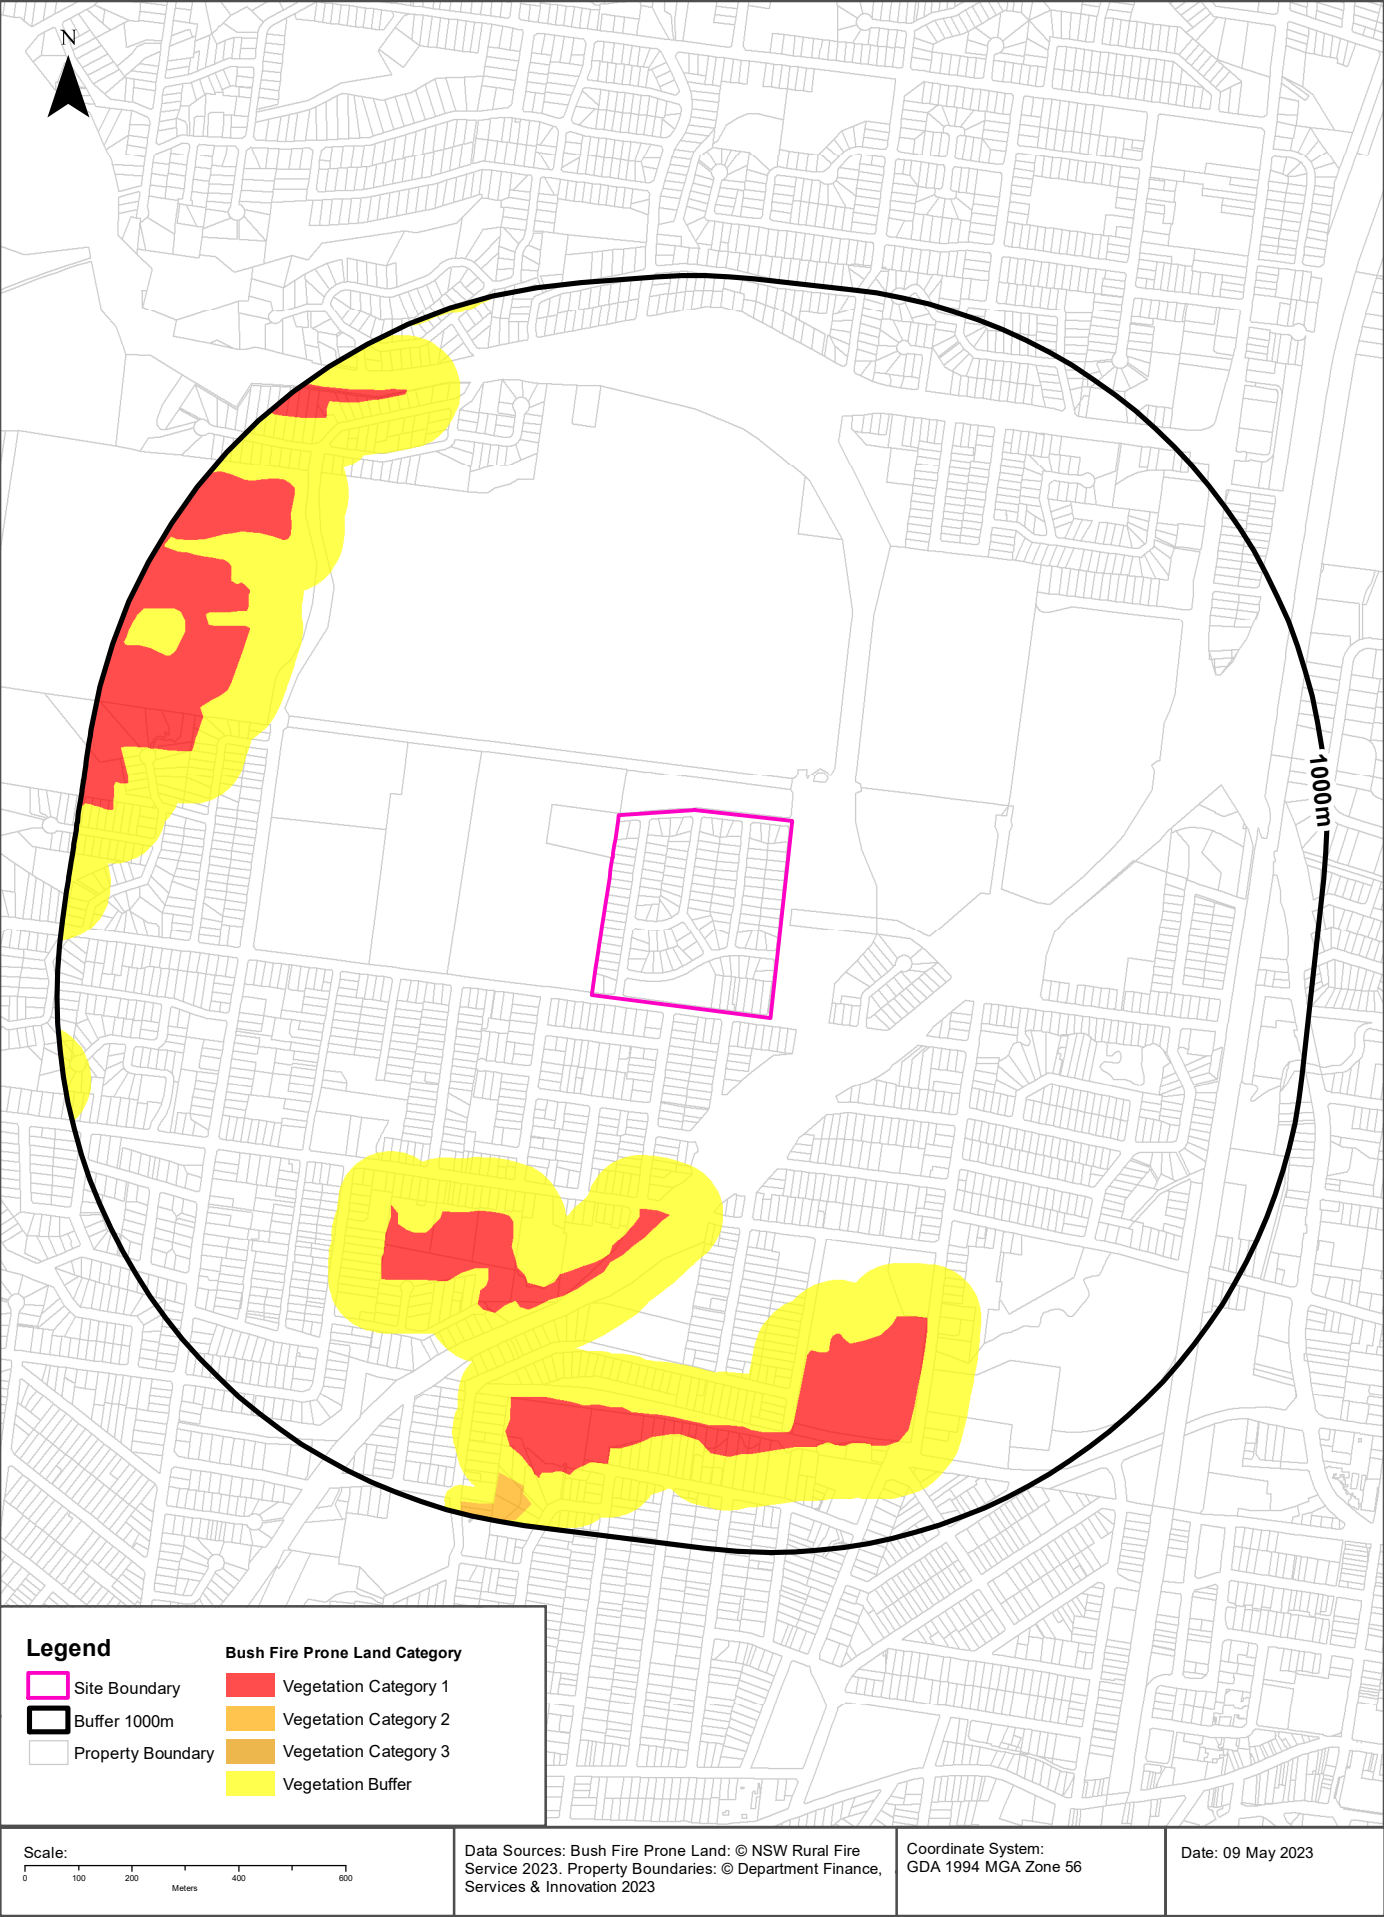 N
1000m
Legend
Site Boundary
Buffer 1000m
Property Boundary
Bush Fire Prone Land Category
Vegetation Category 1
Vegetation Category 2
Vegetation Category 3
Vegetation Buffer
Scale:
0 100 200 400 600
Meters
Data Sources: Bush Fire Prone Land: © NSW Rural Fire
Service 2023. Property Boundaries: © Department Finance,
Services & Innovation 2023
Coordinate System:
GDA 1994 MGA Zone 56
Date: 09 May 2023